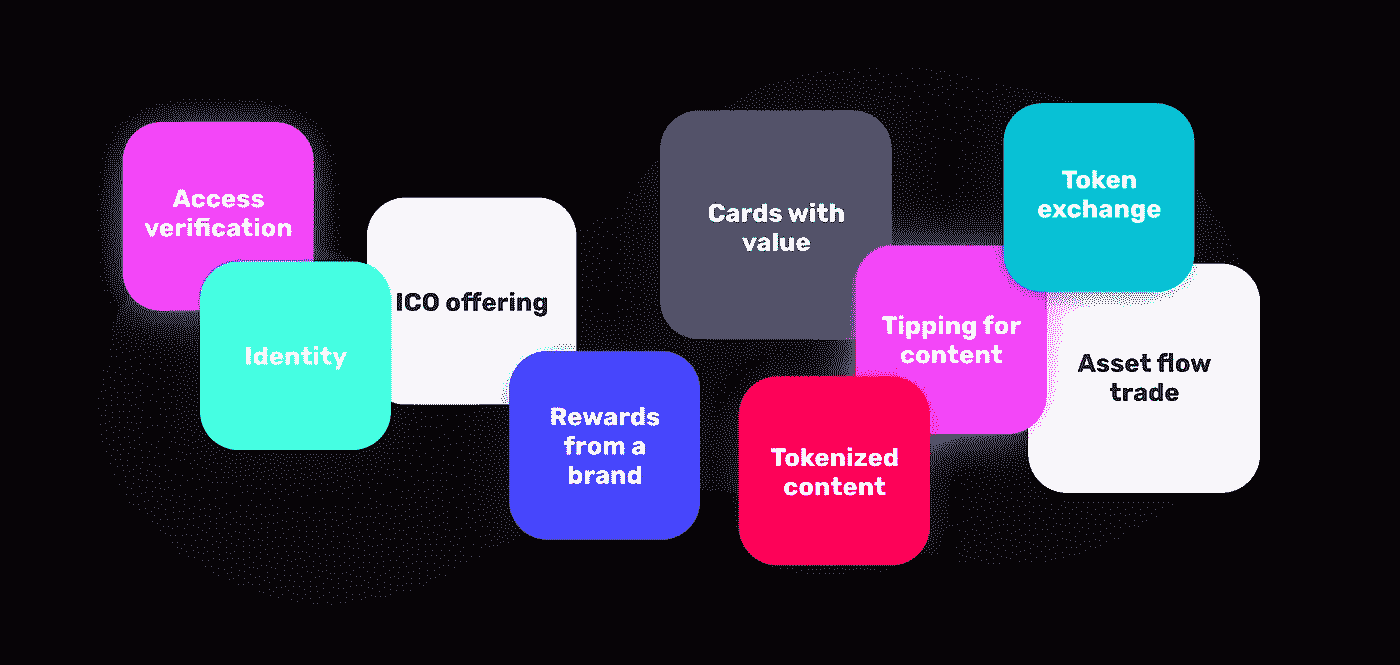 Access
verification
Identity
ICO offering
Rewards
from a
brand
Cards with
value
Tipping for
content
Tokenized
content
Token
exchange
Asset flow
trade